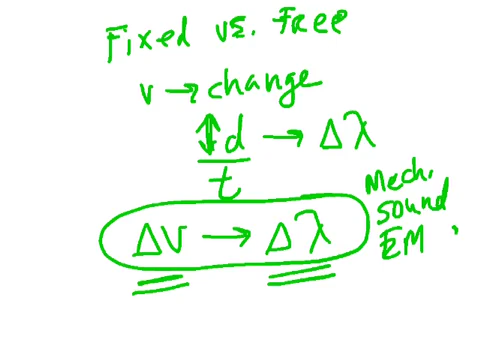 Fixed vs. Free
v → change
↕d → Δλ
t
Δv → Δλ
Mech.
sound
EM